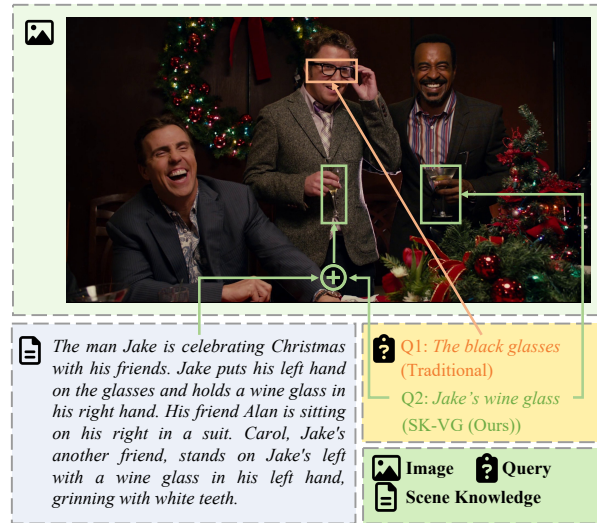 The man Jake is celebrating Christmas
with his friends. Jake puts his left hand
on the glasses and holds a wine glass in
his right hand. His friend Alan is sitting
on his right in a suit. Carol, Jake's
another friend, stands on Jake's left
with a wine glass in his left hand,
grinning with white teeth.
Q1: The black glasses
(Traditional)
Q2: Jake's wine glass
(SK-VG (Ours))
Image
Query
Scene Knowledge